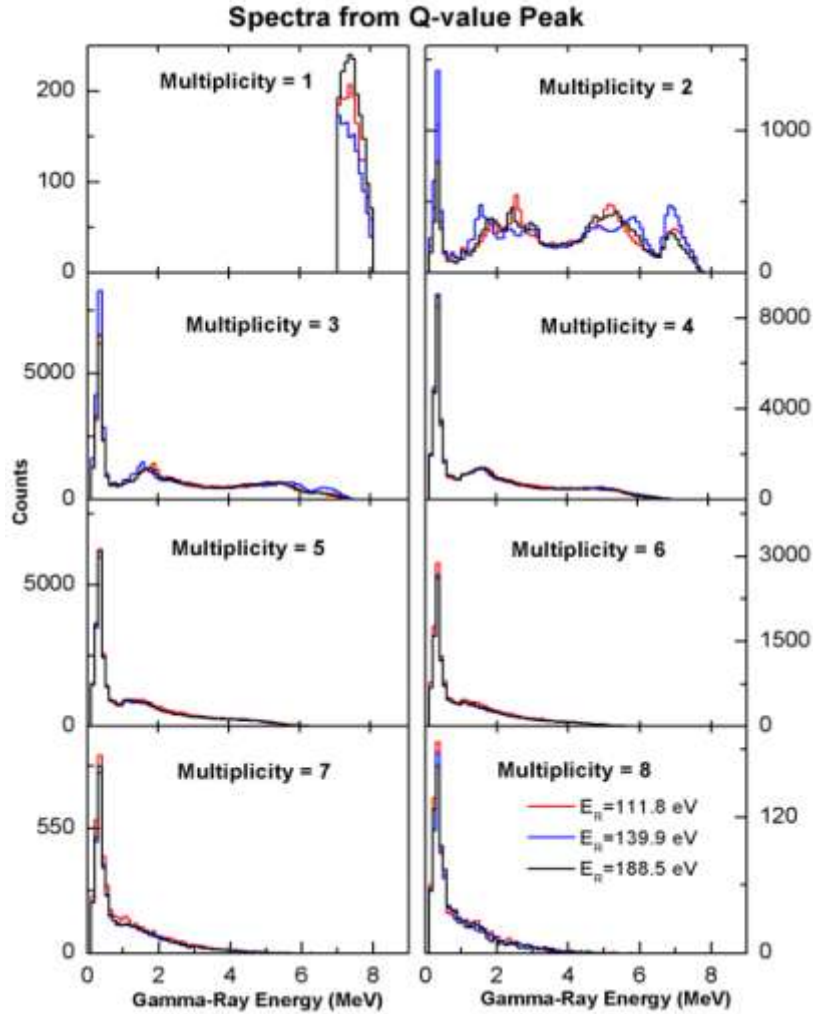 Spectra from Q-value Peak
Multiplicity = 1
Multiplicity = 2
200
100
0
1000
0
Multiplicity = 3
Multiplicity = 4
5000
0
8000
4000
0
Counts
Multiplicity = 5
Multiplicity = 6
5000
0
3000
1500
0
Multiplicity = 7
Multiplicity = 8
550
0
E_R=111.8 eV
E_R=139.9 eV
E_R=188.5 eV
120
0
0 2 4 6 8
0 2 4 6 8
Gamma-Ray Energy (MeV)
Gamma-Ray Energy (MeV)